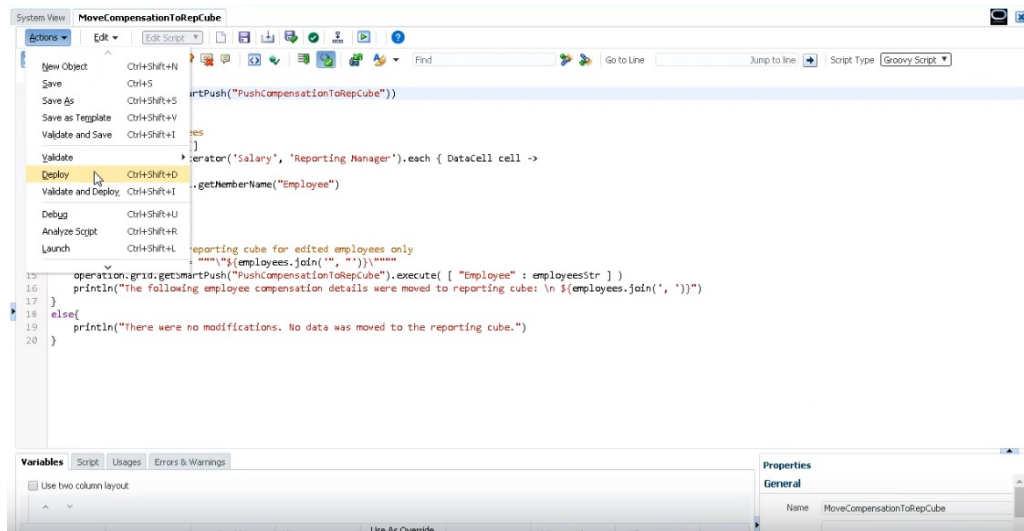 System View MoveCompensationToRepCube
Actions Edit Edit Script
Find Go to Line Jump to line Script Type Groovy Script
New Object Ctrl+Shift+N
Save Ctrl+S
Save As Ctrl+Shift+S
Save as Template Ctrl+Shift+V
Validate and Save Ctrl+Shift+I
Validate
Deploy Ctrl+Shift+D
Validate and Deploy Ctrl+Shift+I
Debug Ctrl+Shift+U
Analyze Script Ctrl+Shift+R
Launch Ctrl+Shift+L
rtPush("PushCompensationToRepCube"))
ees
]
erator('Salary', 'Reporting Manager').each { DataCell cell ->
.getMemberName("Employee")
reporting cube for edited employees only
= """\"${employees.join('", "')}\""""
15 operation.grid.getSmartPush("PushCompensationToRepCube").execute( [ "Employee" : employeesStr ] )
16 println("The following employee compensation details were moved to reporting cube: \n ${employees.join(', ')}")
17 }
18 else{
19 println("There were no modifications. No data was moved to the reporting cube.")
20 }
Variables Script Usages Errors & Warnings
Use two column layout
Use As Override
Properties
General
Name MoveCompensationToRepCube